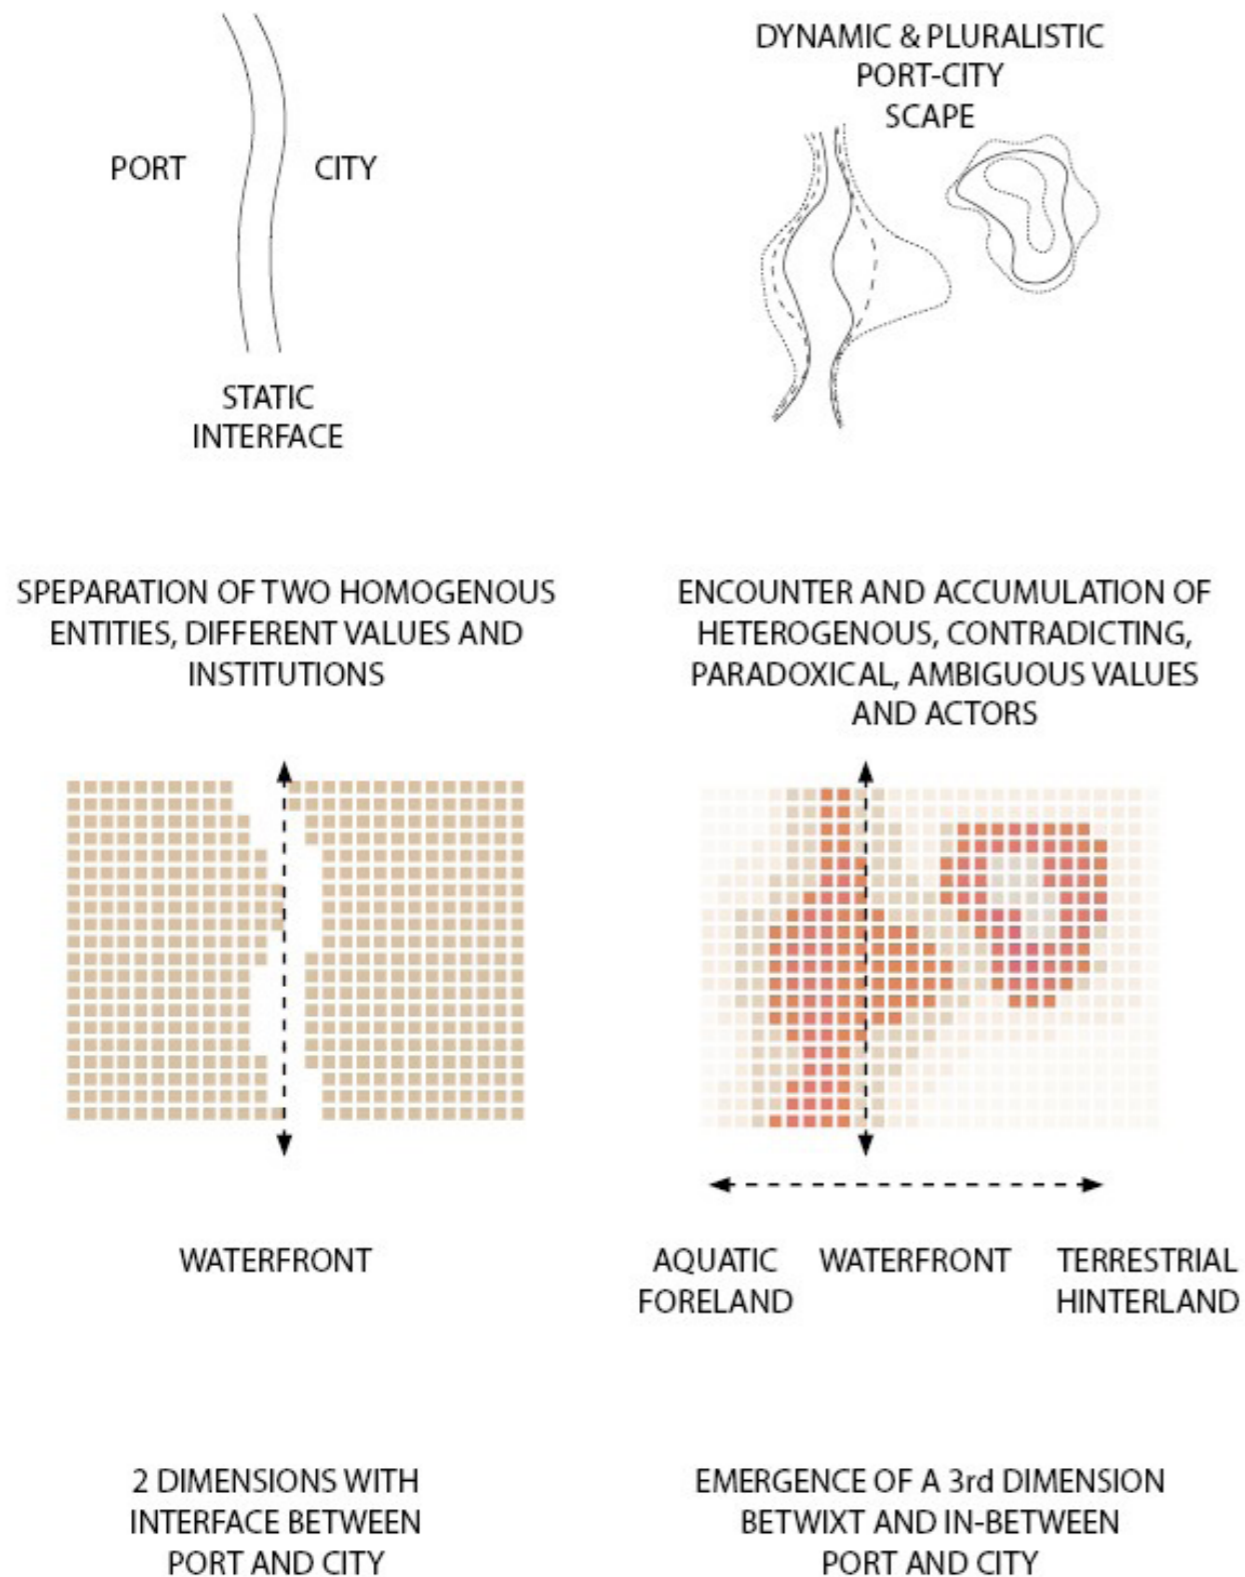 PORT
CITY
STATIC
INTERFACE
DYNAMIC & PLURALISTIC
PORT-CITY
SCAPE
SPEPARATION OF TWO HOMOGENOUS
ENTITIES, DIFFERENT VALUES AND
INSTITUTIONS
ENCOUNTER AND ACCUMULATION OF
HETEROGENOUS, CONTRADICTING,
PARADOXICAL, AMBIGUOUS VALUES
AND ACTORS
WATERFRONT
AQUATIC
FORELAND
WATERFRONT
TERRESTRIAL
HINTERLAND
2 DIMENSIONS WITH
INTERFACE BETWEEN
PORT AND CITY
EMERGENCE OF A 3rd DIMENSION
BETWIXT AND IN-BETWEEN
PORT AND CITY